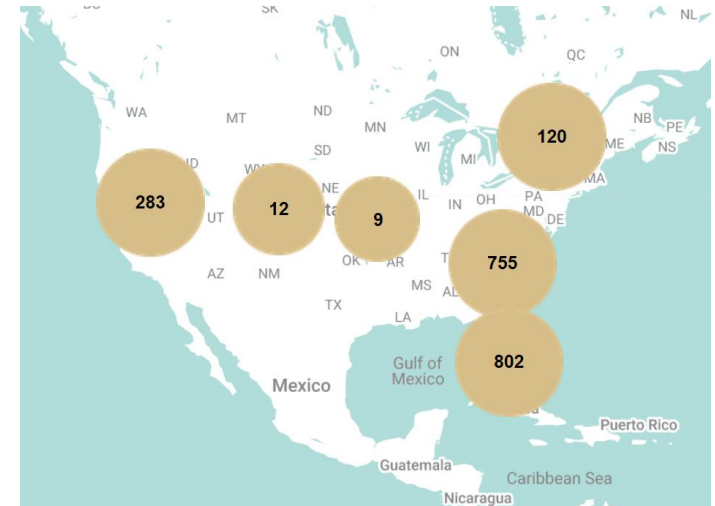 SK
NL
ON
QC
WA
MT
ND
MN
NB
PE
NS
ME
120
SD
WI
MI
ID
WY
MA
283
UT
12
NE
9
IL
IN
OH
PA
MD
DE
AZ
NM
OK
AR
755
MS
AL
TX
LA
Gulf of
Mexico
802
Mexico
Puerto Rico
Guatemala
Caribbean Sea
Nicaragua